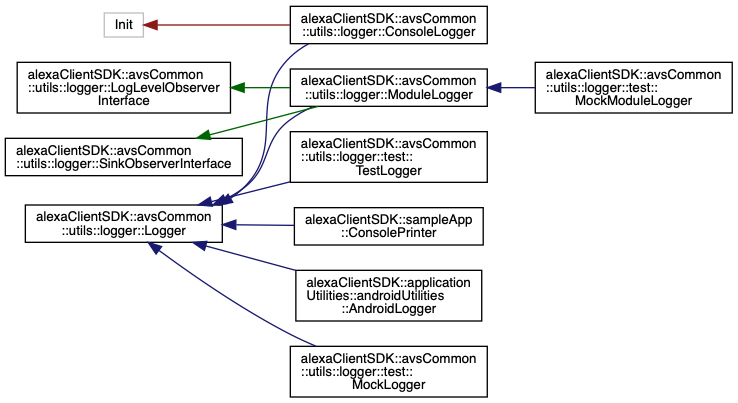 Init
alexaClientSDK::avsCommon
::utils::logger::ConsoleLogger
alexaClientSDK::avsCommon
::utils::logger::LogLevelObserver
Interface
alexaClientSDK::avsCommon
::utils::logger::ModuleLogger
alexaClientSDK::avsCommon
::utils::logger::test::
MockModuleLogger
alexaClientSDK::avsCommon
::utils::logger::SinkObserverInterface
alexaClientSDK::avsCommon
::utils::logger::test::
TestLogger
alexaClientSDK::avsCommon
::utils::logger::Logger
alexaClientSDK::sampleApp
::ConsolePrinter
alexaClientSDK::application
Utilities::androidUtilities
::AndroidLogger
alexaClientSDK::avsCommon
::utils::logger::test::
MockLogger